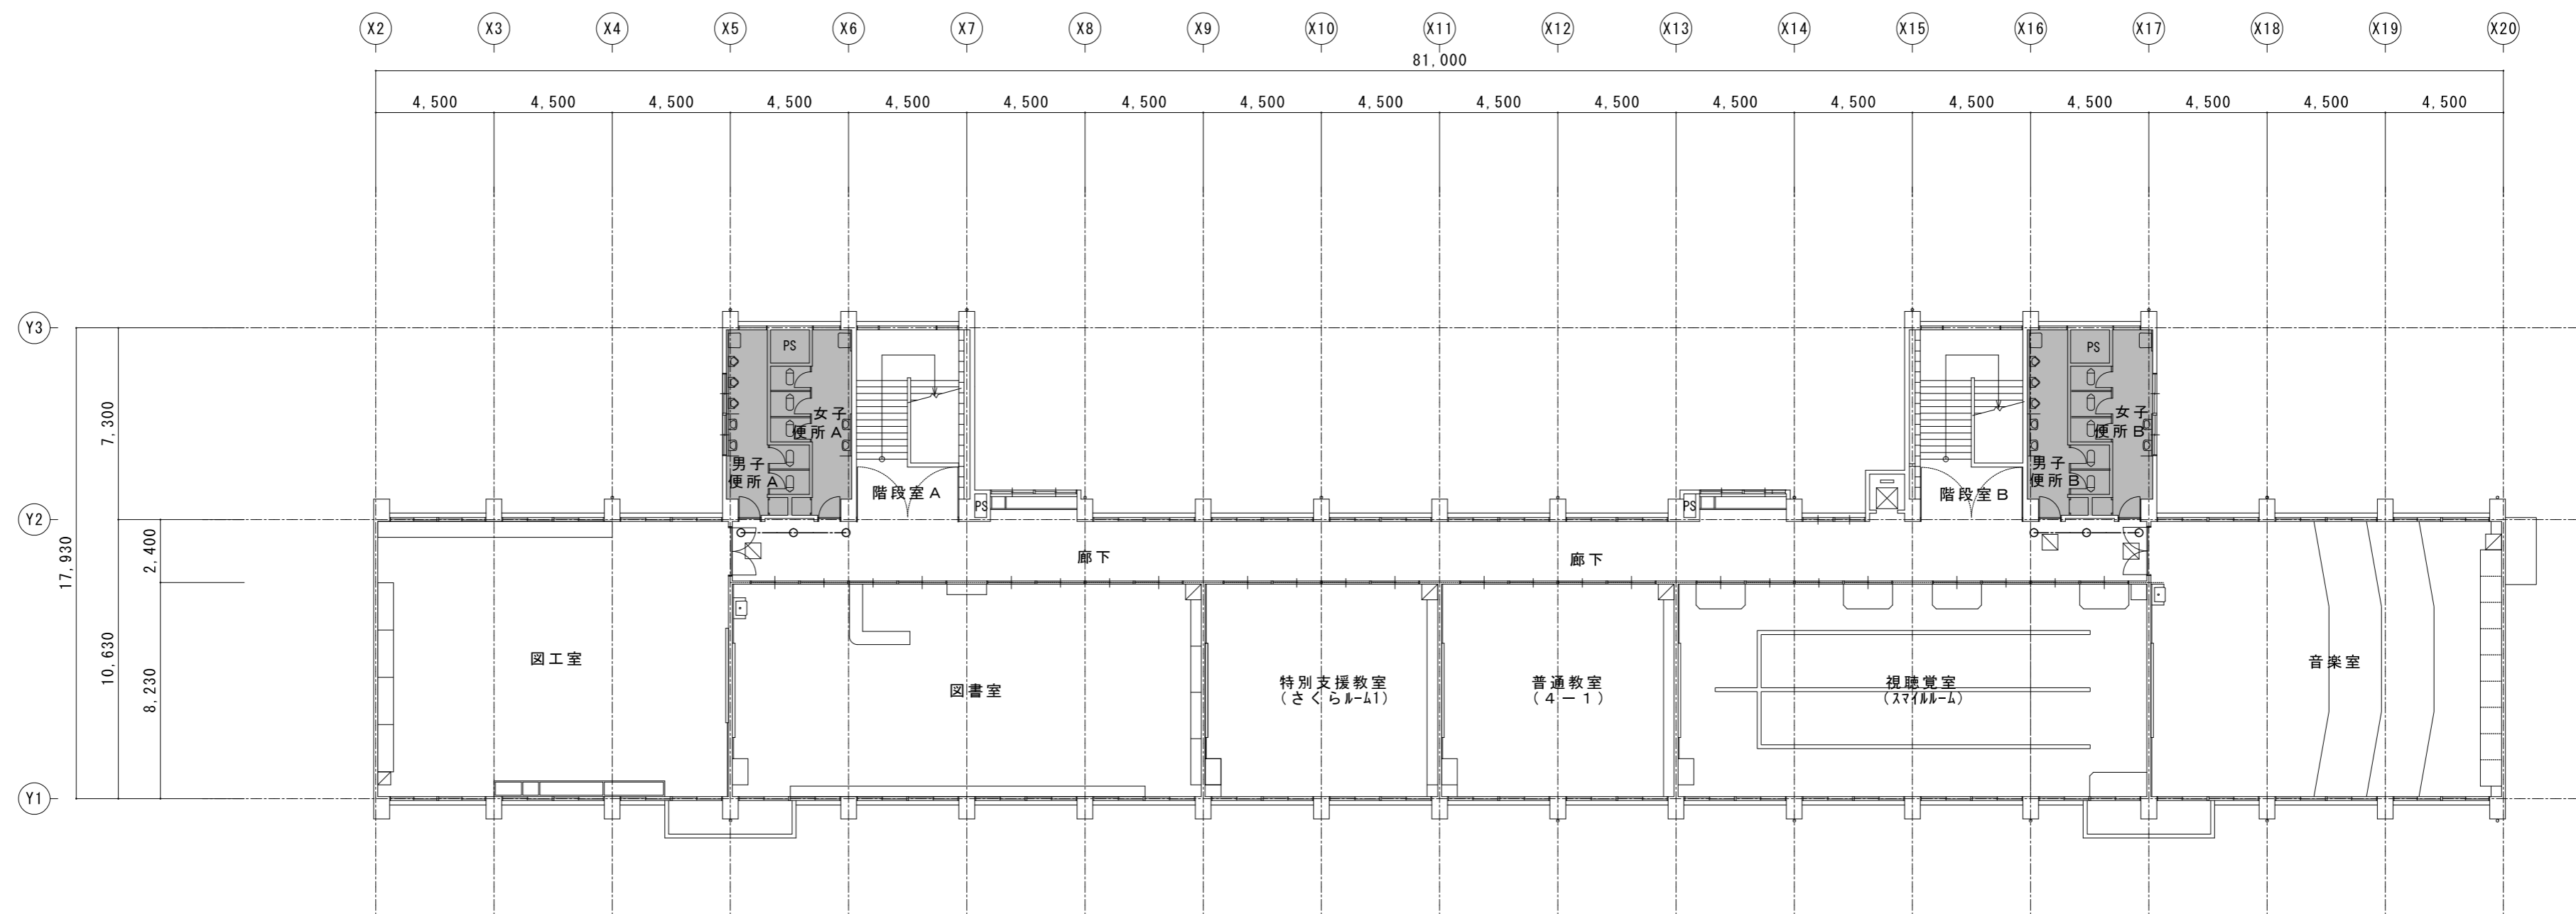 X2 X3 X4 X5 X6 X7 X8 X9 X10 X11 X12 X13 X14 X15 X16 X17 X18 X19 X20
81,000
4,500 4,500 4,500 4,500 4,500 4,500 4,500 4,500 4,500 4,500 4,500 4,500 4,500 4,500 4,500 4,500 4,500 4,500
Y3
Y2
Y1
7,300
17,930
2,400
10,630
8,230
PS
女子
便所A
男子
便所A
階段室A
PS
PS
階段室B
PS
女子
便所B
男子
便所B
廊下
廊下
図工室
図書室
特別支援教室
(さくらルーム1)
普通教室
(4-1)
視聴覚室
(スマイルルーム)
音楽室